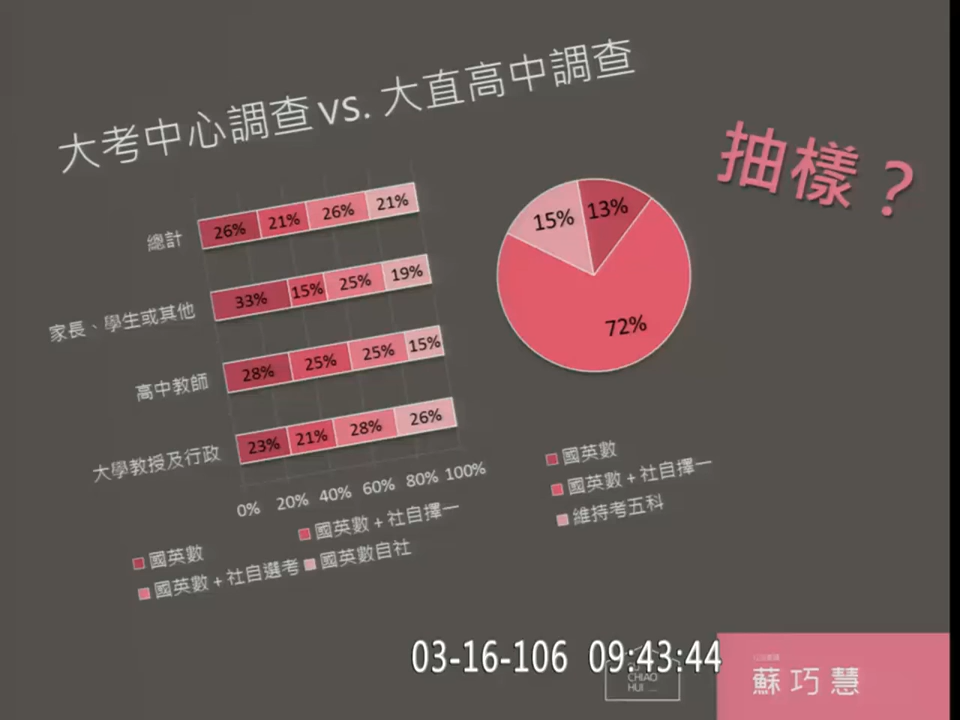 大考中心調查 vs. 大直高中調查
抽樣？
總計
26% 21% 26% 21%
家長、學生或其他
33% 15% 25% 19%
高中教師
28% 25% 25% 15%
大學教授及行政
23% 21% 28% 26%
0% 20% 40% 60% 80% 100%
國英數
國英數+社自擇一
國英數+社自選考
國英數自社
15% 13%
72%
國英數
國英數+社自擇一
維持考五科
03-16-106 09:43:44
CHIAO
HUI
蘇巧慧